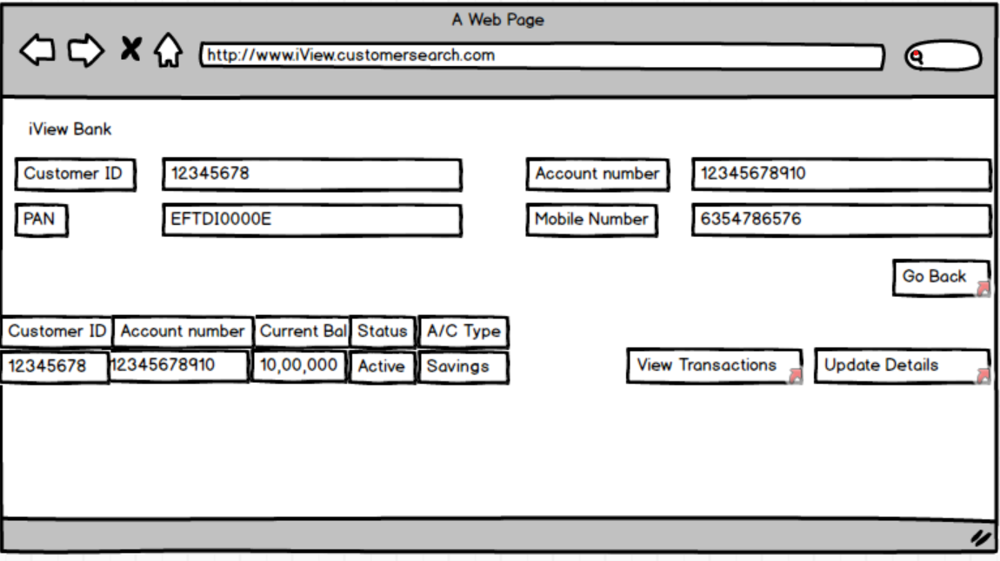 A Web Page
http://www.iView.customersearch.com
iView Bank
Customer ID 12345678 Account number 12345678910
PAN EFTDI0000E Mobile Number 6354786576
Go Back
Customer ID Account number Current Bal Status A/C Type
12345678 12345678910 10,00,000 Active Savings View Transactions Update Details